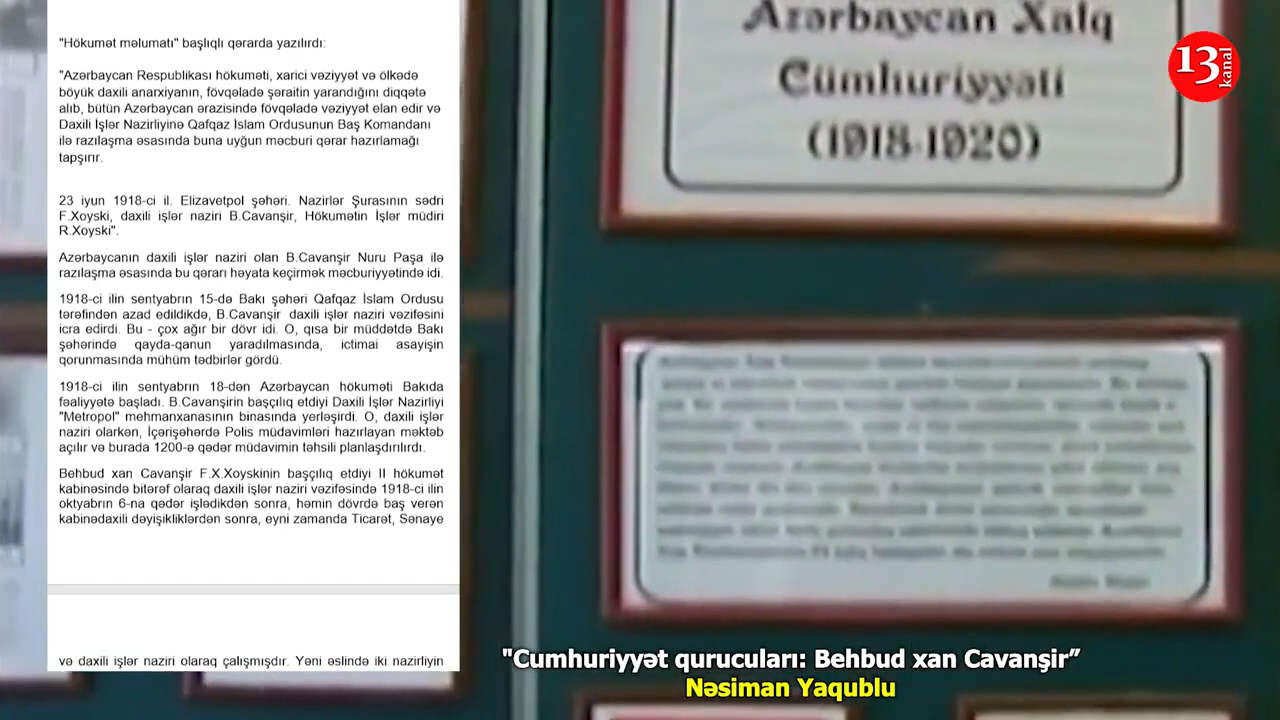 "Hökumət məlumatı" başlıqlı qərarda yazılırdı:
"Azərbaycan Respublikası hökuməti, xarici vəziyyət və ölkədə
böyük daxili anarxiyanın, fövqəladə şəraitin yarandığını diqqətə
alıb, bütün Azərbaycan ərazisində fövqəladə vəziyyət elan edir və
Daxili İşlər Nazirliyinə Qafqaz İslam Ordusunun Baş Komandanı
ilə razılaşma əsasında buna uyğun məcburi qərar hazırlamağı
tapşırır.
23 iyun 1918-ci il. Elizavetpol şəhəri. Nazirlər Şurasının sədri
F.Xoyski, daxili işlər naziri B.Cavanşir, Hökumətin İşlər müdiri
R.Xoyski".
Azərbaycanın daxili işlər naziri olan B.Cavanşir Nuru Paşa ilə
razılaşma əsasında bu qərarı həyata keçirmək məcburiyyətində idi.
1918-ci ilin sentyabrın 15-də Bakı şəhəri Qafqaz İslam Ordusu
tərəfindən azad edildikdə, B.Cavanşir daxili işlər naziri vəzifəsini
icra edirdi. Bu - çox ağır bir dövr idi. O, qısa bir müddətdə Bakı
şəhərində qayda-qanun yaradılmasında, ictimai asayişin
qorunmasında mühüm tədbirlər gördü.
1918-ci ilin sentyabrın 18-dən Azərbaycan hökuməti Bakıda
fəaliyyətə başladı. B.Cavanşirin başçılıq etdiyi Daxili İşlər Nazirliyi
"Metropol" mehmanxanasının binasında yerləşirdi. O, daxili işlər
naziri olarkən, İçərişəhərdə Polis müdavimləri hazırlayan məktəb
açılır və burada 1200-ə qədər müdavimin təhsili planlaşdırılırdı.
Behbud xan Cavanşir F.X.Xoyskinin başçılıq etdiyi II hökumət
kabinəsində bitərəf olaraq daxili işlər naziri vəzifəsində 1918-ci ilin
oktyabrın 6-na qədər işlədikdən sonra, həmin dövrdə baş verən
kabinədaxili dəyişikliklərdən sonra, eyni zamanda Ticarət, Sənaye
və daxili işlər naziri olaraq çalışmışdır. Yəni əslində iki nazirliyin
Azərbaycan Xalq
Cümhuriyyəti
(1918-1920)
13
kanal
"Cumhuriyyət qurucuları: Behbud xan Cavanşir”
Nəsiman Yaqublu